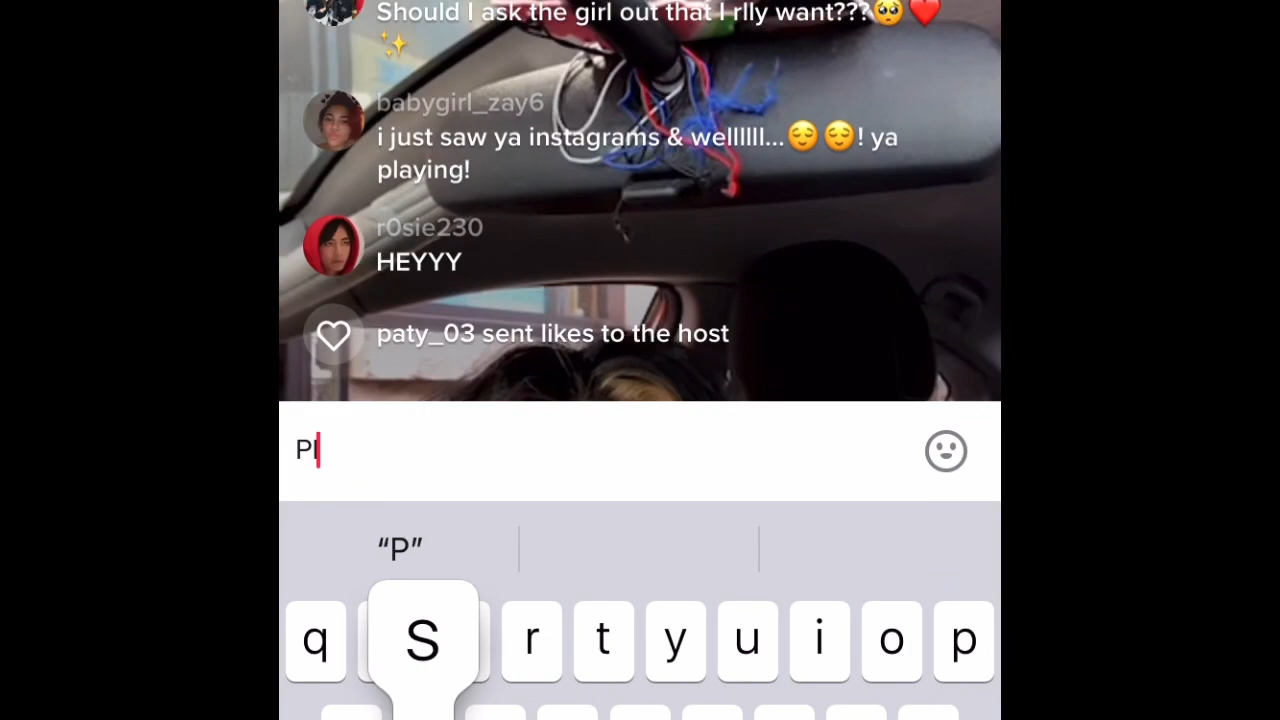 Should I ask the girl out that I rlly want???🥺❤️
✨
babygirl_zay6
i just saw ya instagrams & wellllll...😌😌! ya
playing!
r0sie230
HEYYY
paty_03 sent likes to the host
P
“P”
S
q r t y u i o p